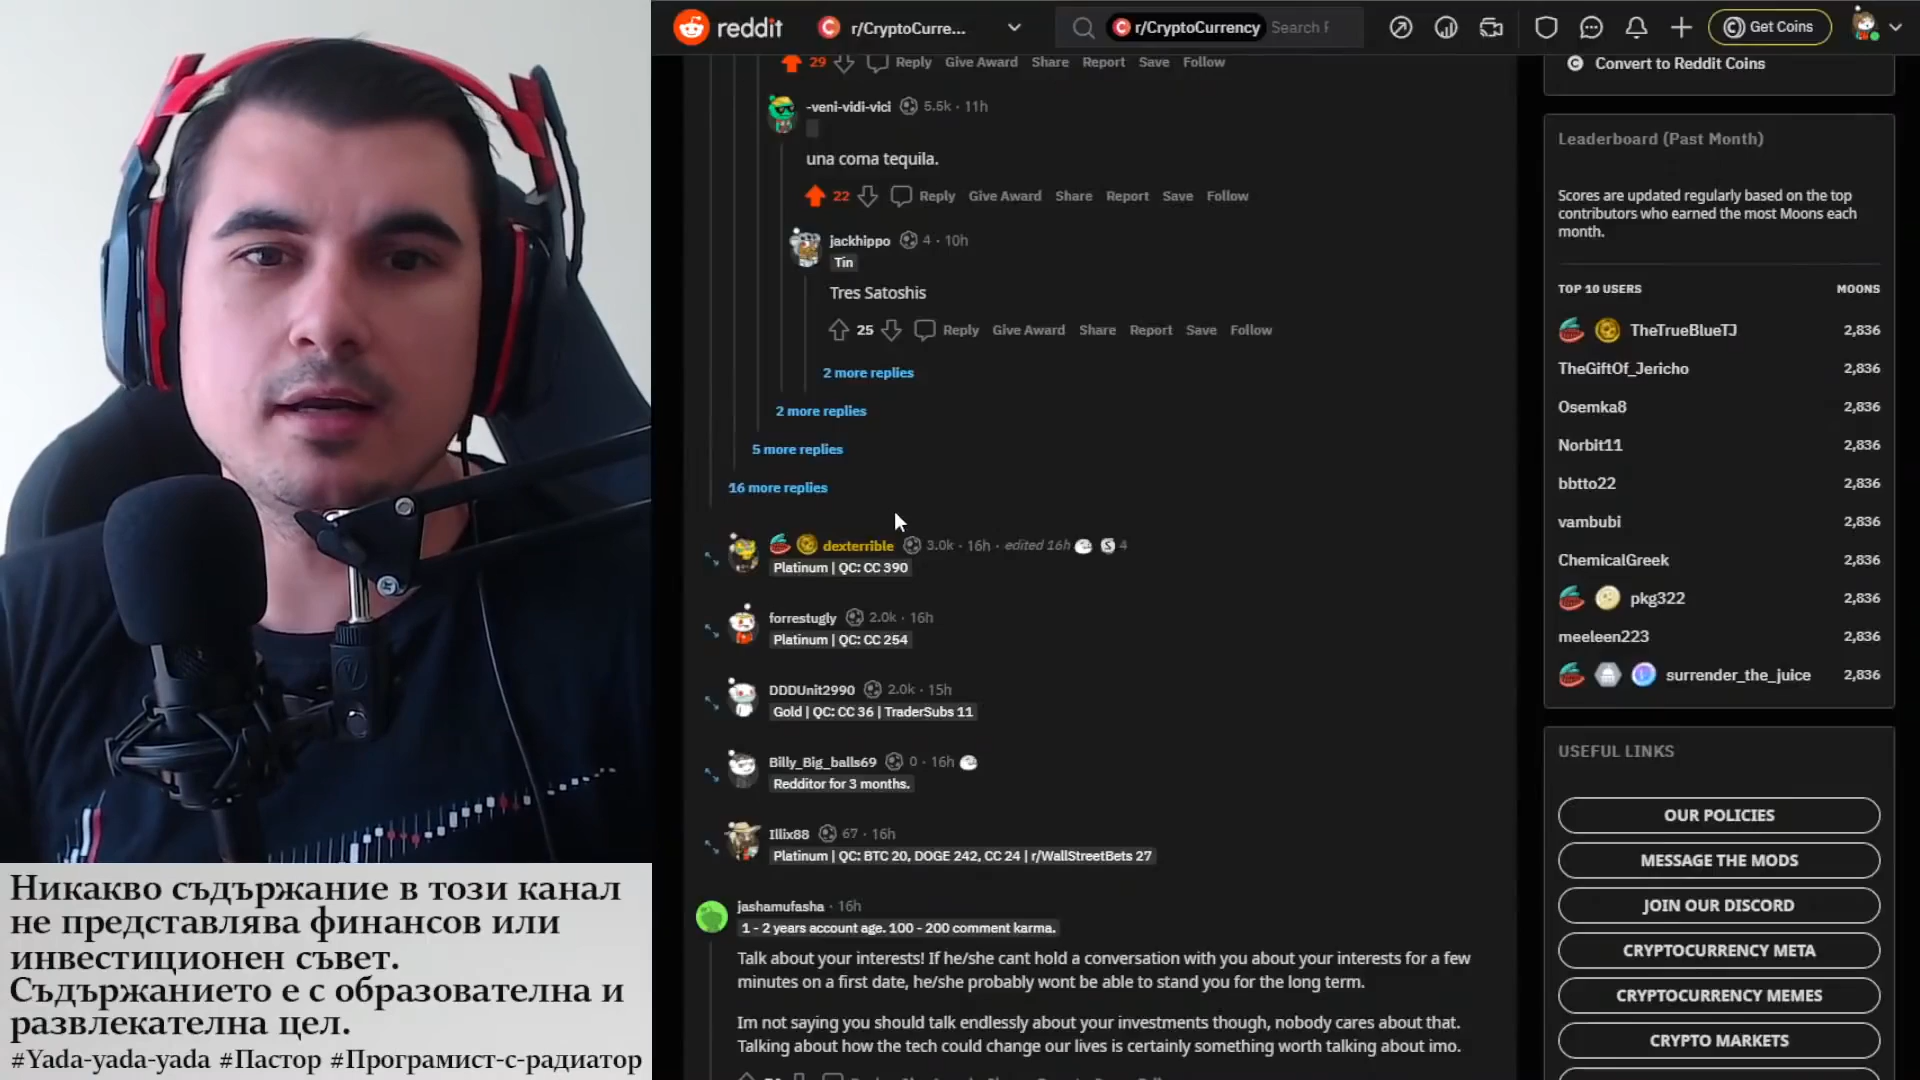 reddit
r/CryptoCurre...
r/CryptoCurrency
Get Coins
29 Reply Give Award Share Report Save Follow
-veni-vidi-vici 5.5k · 11h
una coma tequila.
22 Reply Give Award Share Report Save Follow
jackhippo 4 · 10h
Tin
Tres Satoshis
25 Reply Give Award Share Report Save Follow
2 more replies
2 more replies
5 more replies
16 more replies
dexterrible 3.0k · 16h · edited 16h S 4
Platinum | QC: CC 390
forrestugly 2.0k · 16h
Platinum | QC: CC 254
DDDUnit2990 2.0k · 15h
Gold | QC: CC 36 | TraderSubs 11
Billy_Big_balls69 0 · 16h
Redditor for 3 months.
Illix88 67 · 16h
Platinum | QC: BTC 20, DOGE 242, CC 24 | r/WallStreetBets 27
jashamufasha · 16h
1 - 2 years account age. 100 - 200 comment karma.
Talk about your interests! If he/she cant hold a conversation with you about your interests for a few
minutes on a first date, he/she probably wont be able to stand you for the long term.
Im not saying you should talk endlessly about your investments though, nobody cares about that.
Talking about how the tech could change our lives is certainly something worth talking about imo.
Convert to Reddit Coins
Leaderboard (Past Month)
Scores are updated regularly based on the top
contributors who earned the most Moons each
month.
TOP 10 USERS MOONS
TheTrueBlueTJ 2,836
TheGiftOf_Jericho 2,836
Osemka8 2,836
Norbit11 2,836
bbtto22 2,836
vambubi 2,836
ChemicalGreek 2,836
pkg322 2,836
meeleen223 2,836
surrender_the_juice 2,836
USEFUL LINKS
OUR POLICIES
MESSAGE THE MODS
JOIN OUR DISCORD
CRYPTOCURRENCY META
CRYPTOCURRENCY MEMES
CRYPTO MARKETS
Никакво съдържание в този канал
не представлява финансов или
инвестиционен съвет.
Съдържанието е с образователна и
развлекателна цел.
#Yada-yada-yada #Пастор #Програмист-с-радиатор